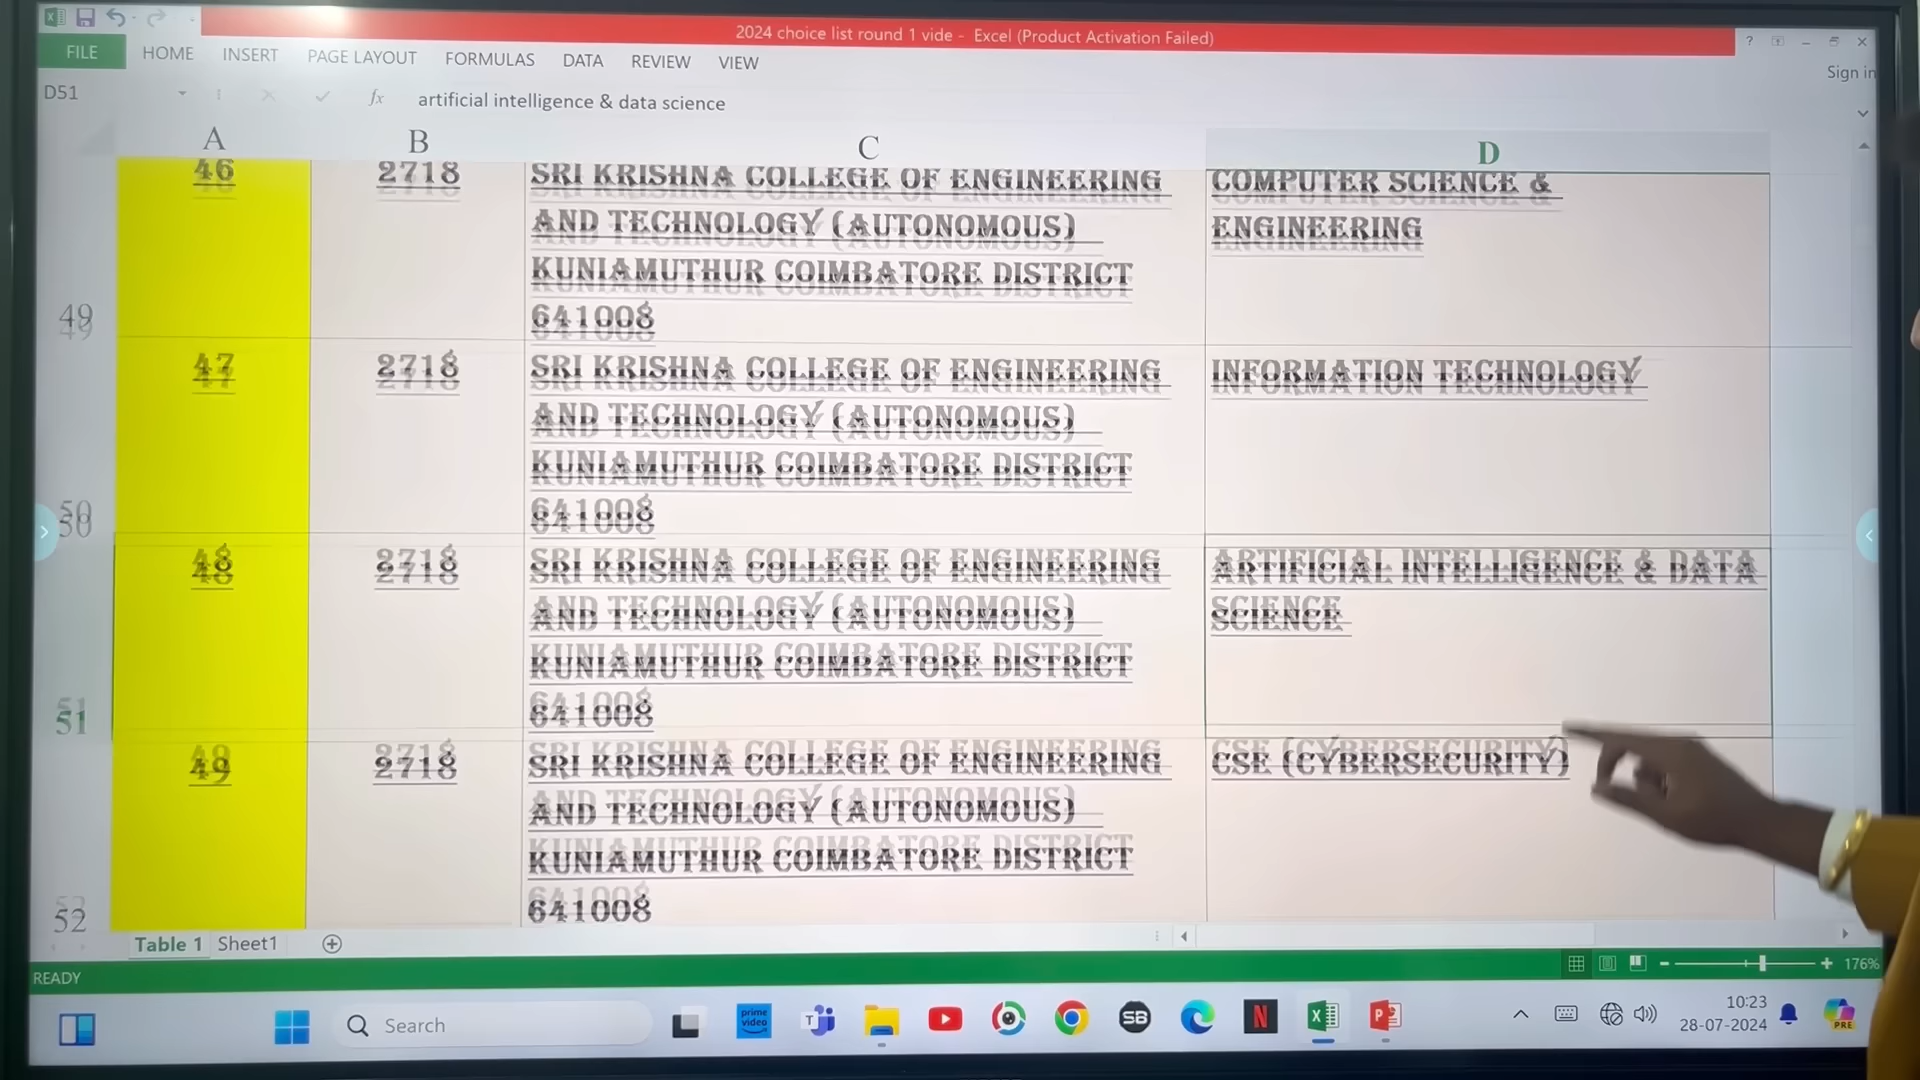 2024 choice list round 1 vide - Excel (Product Activation Failed)
FILE HOME INSERT PAGE LAYOUT FORMULAS DATA REVIEW VIEW
Sign in
D51 fx artificial intelligence & data science
A B C D
46 2718 SRI KRISHNA COLLEGE OF ENGINEERING COMPUTER SCIENCE &
AND TECHNOLOGY (AUTONOMOUS) ENGINEERING
KUNIAMUTHUR COIMBATORE DISTRICT
49 641008
47 2718 SRI KRISHNA COLLEGE OF ENGINEERING INFORMATION TECHNOLOGY
AND TECHNOLOGY (AUTONOMOUS)
KUNIAMUTHUR COIMBATORE DISTRICT
50 641008
48 2718 SRI KRISHNA COLLEGE OF ENGINEERING ARTIFICIAL INTELLIGENCE & DATA
AND TECHNOLOGY (AUTONOMOUS) SCIENCE
KUNIAMUTHUR COIMBATORE DISTRICT
51 641008
49 2718 SRI KRISHNA COLLEGE OF ENGINEERING CSE (CYBERSECURITY)
AND TECHNOLOGY (AUTONOMOUS)
KUNIAMUTHUR COIMBATORE DISTRICT
52 641008
Table 1 Sheet1
READY 176%
Search prime video T SB N X P 10:23
28-07-2024 PRE